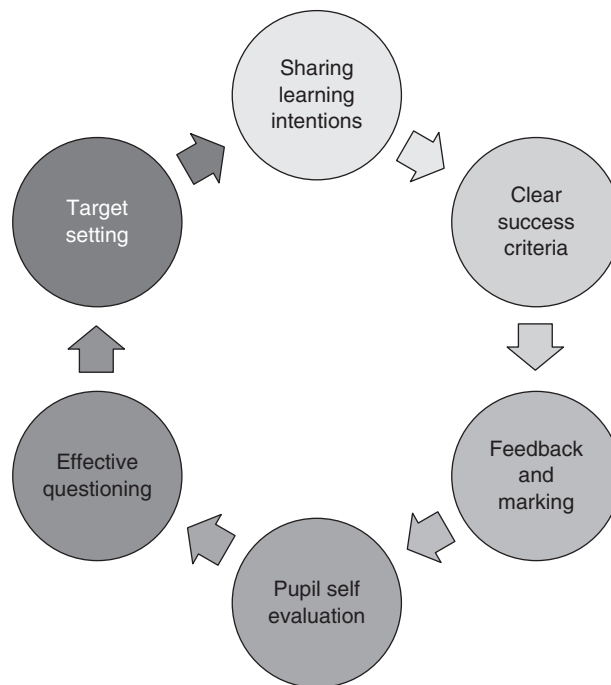 Sharing
learning
intentions
Clear
success
criteria
Feedback
and
marking
Pupil self
evaluation
Effective
questioning
Target
setting